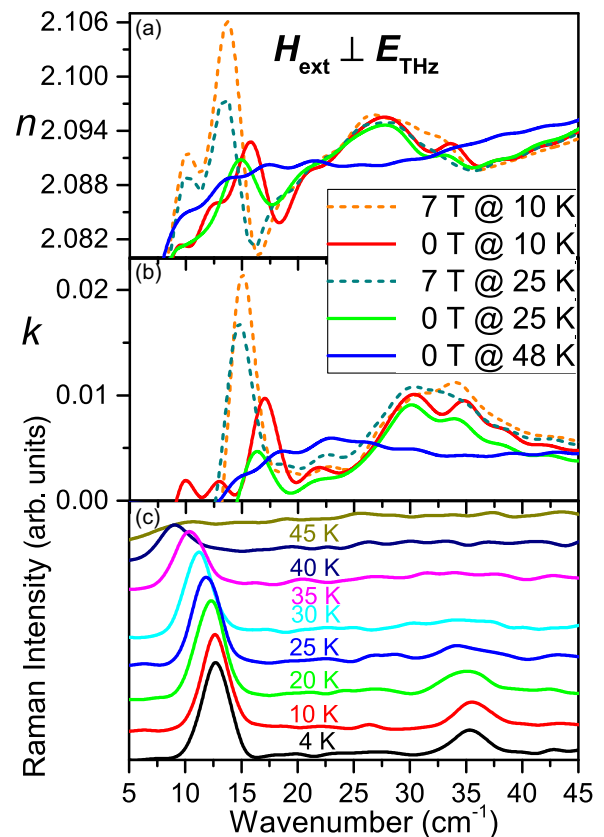 (a)
H_ext ⊥ E_THz
2.106
2.100
2.094
2.088
2.082
n
7 T @ 10 K
0 T @ 10 K
7 T @ 25 K
0 T @ 25 K
0 T @ 48 K
(b)
0.02
0.01
0.00
k
(c)
45 K
40 K
35 K
30 K
25 K
20 K
10 K
4 K
Raman Intensity (arb. units)
5 10 15 20 25 30 35 40 45
Wavenumber (cm⁻¹)